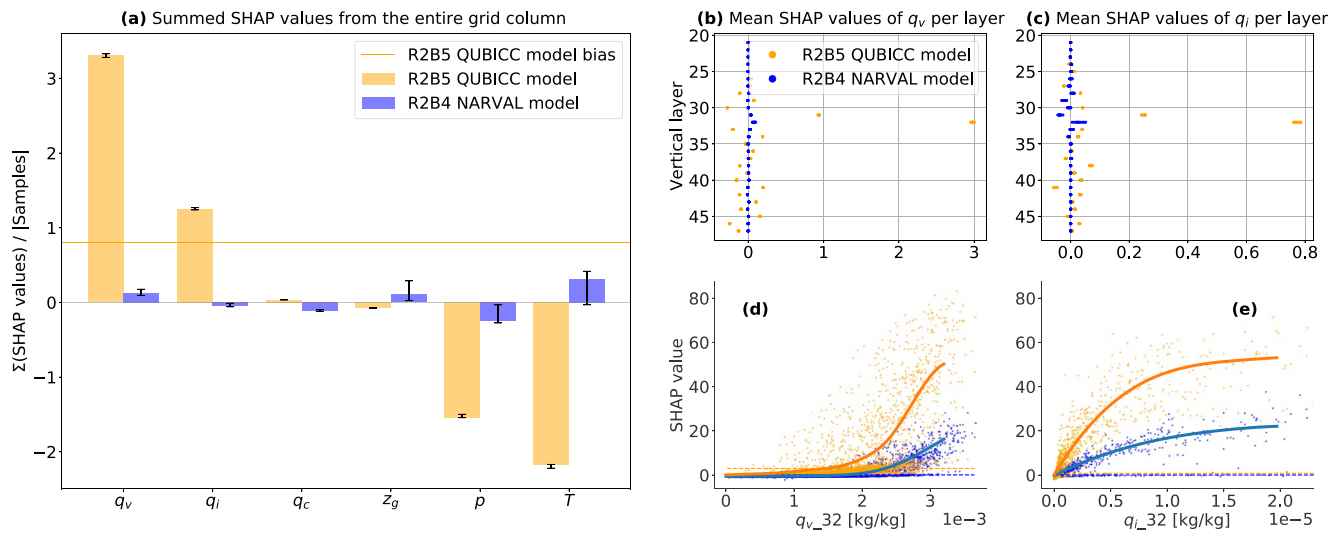 (a) Summed SHAP values from the entire grid column
Σ(SHAP values) / |Samples|
3
2
1
0
−1
−2
R2B5 QUBICC model bias
R2B5 QUBICC model
R2B4 NARVAL model
q_v q_i q_c z_g p T
(b) Mean SHAP values of q_v per layer
Vertical layer
20
25
30
35
40
45
R2B5 QUBICC model
R2B4 NARVAL model
0 1 2 3
(c) Mean SHAP values of q_i per layer
20
25
30
35
40
45
0.0 0.2 0.4 0.6 0.8
(d)
SHAP value
80
60
40
20
0
0 1 2 3
q_v_32 [kg/kg] 1e−3
(e)
80
60
40
20
0
0.0 0.5 1.0 1.5 2.0
q_i_32 [kg/kg] 1e−5